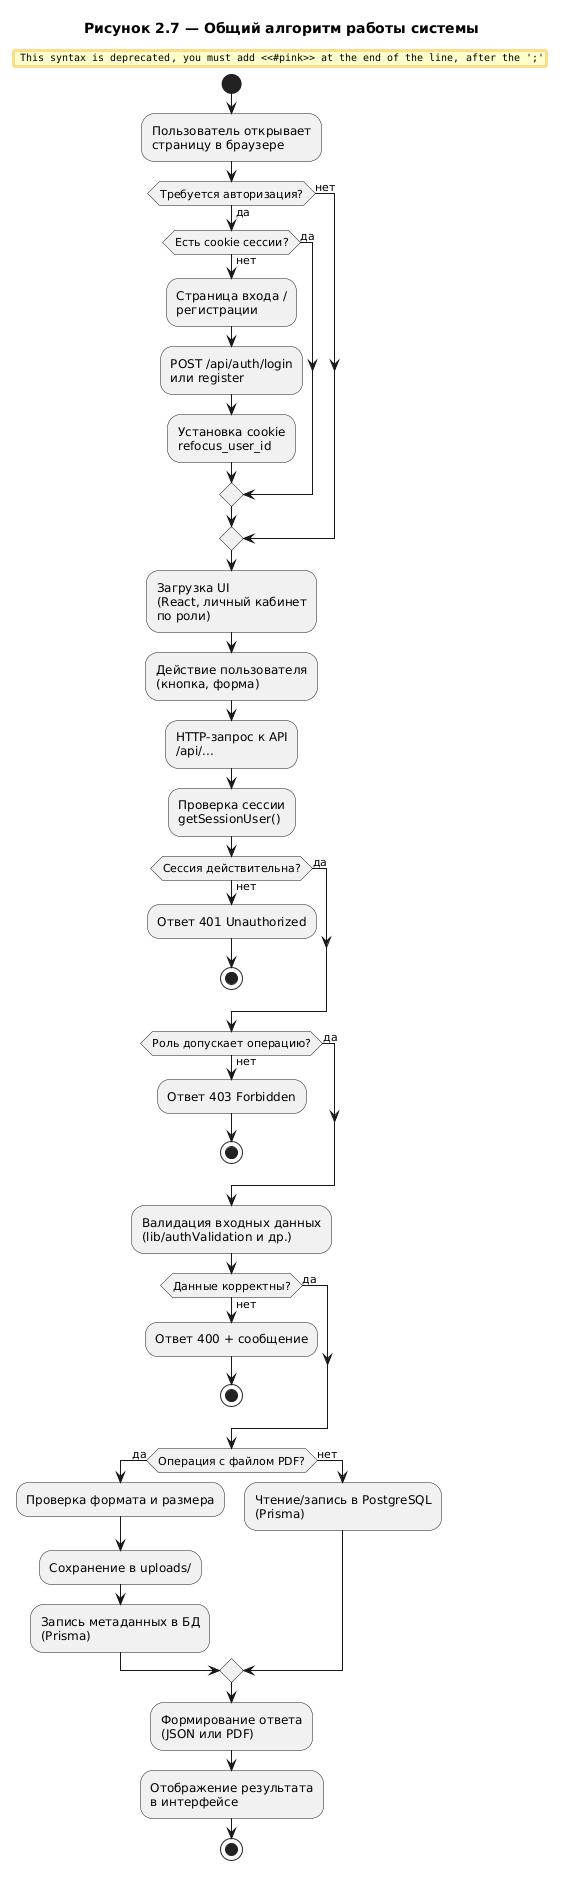 Рисунок 2.7 — Общий алгоритм работы системы
This syntax is deprecated, you must add <<#pink>> at the end of the line, after the ';'
Пользователь открывает
страницу в браузере
Требуется авторизация?
нет
да
Есть cookie сессии?
да
нет
Страница входа /
регистрации
POST /api/auth/login
или register
Установка cookie
refocus_user_id
Загрузка UI
(React, личный кабинет
по роли)
Действие пользователя
(кнопка, форма)
HTTP-запрос к API
/api/...
Проверка сессии
getSessionUser()
Сессия действительна?
да
нет
Ответ 401 Unauthorized
Роль допускает операцию?
да
нет
Ответ 403 Forbidden
Валидация входных данных
(lib/authValidation и др.)
Данные корректны?
да
нет
Ответ 400 + сообщение
да
Операция с файлом PDF?
нет
Проверка формата и размера
Чтение/запись в PostgreSQL
(Prisma)
Сохранение в uploads/
Запись метаданных в БД
(Prisma)
Формирование ответа
(JSON или PDF)
Отображение результата
в интерфейсе